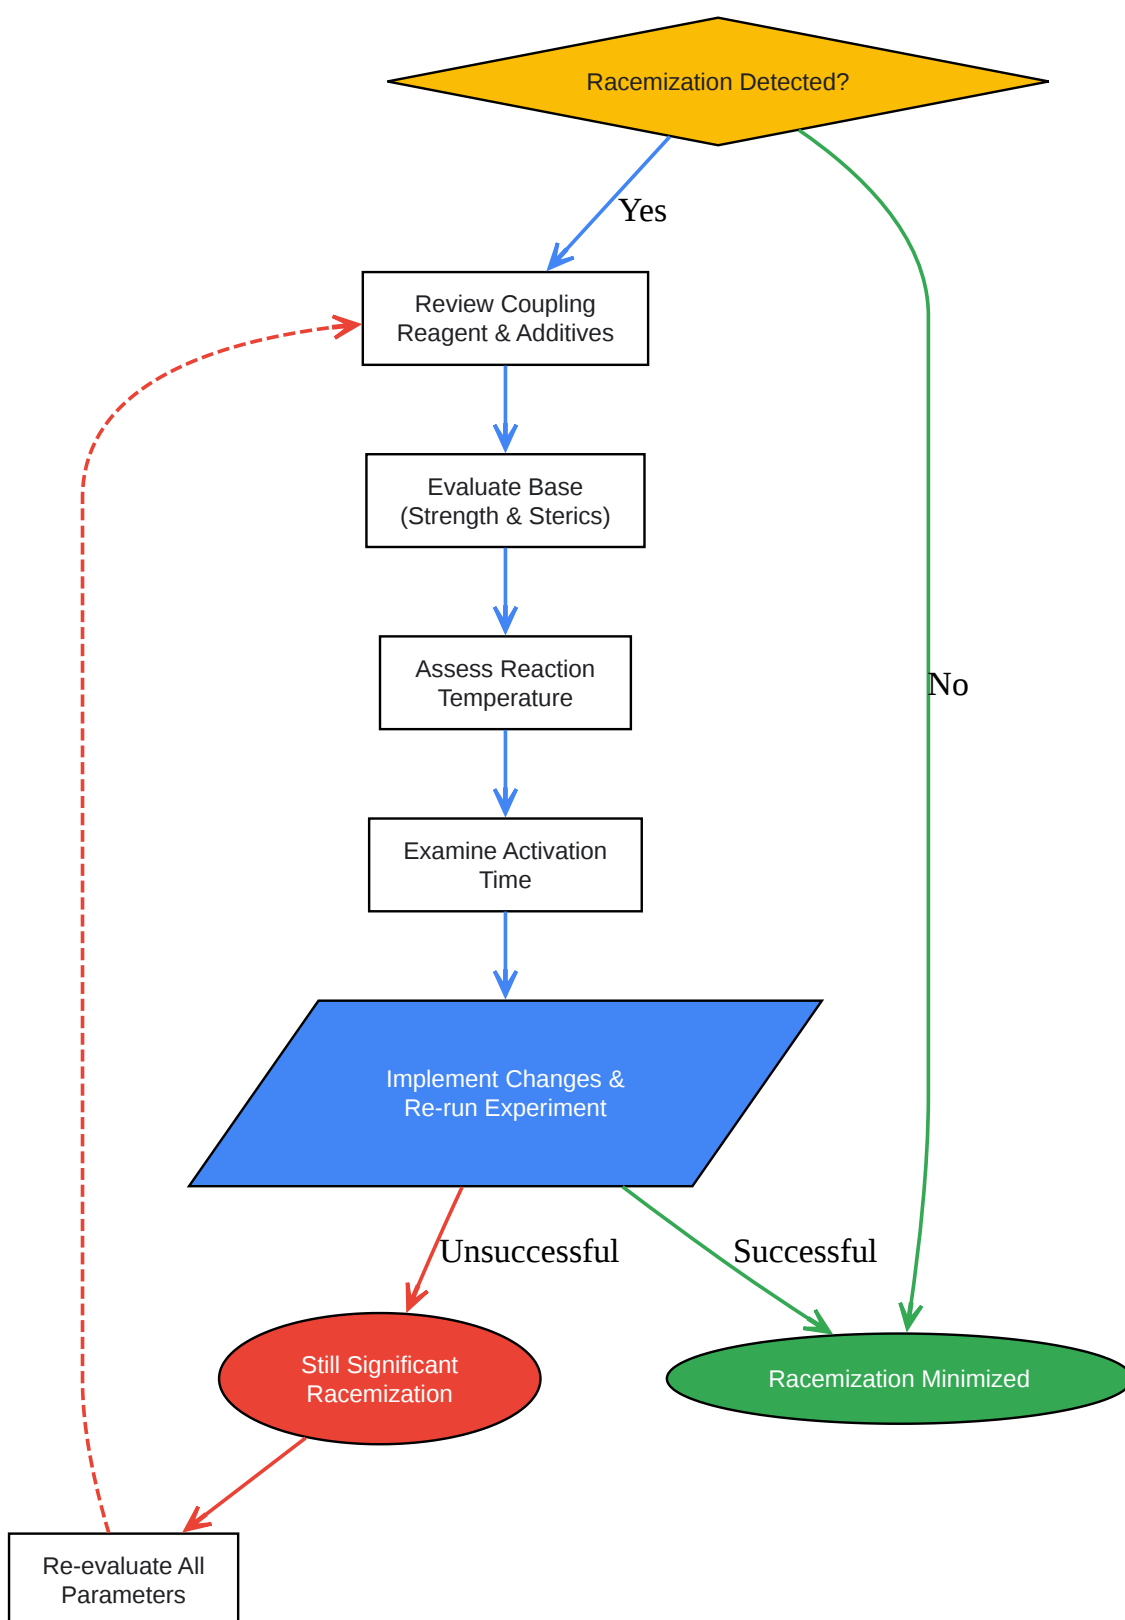 Racemization Detected?
Yes
Review Coupling
Reagent & Additives
Evaluate Base
(Strength & Sterics)
Assess Reaction
Temperature
No
Examine Activation
Time
Implement Changes &
Re-run Experiment
Unsuccessful
Successful
Still Significant
Racemization
Racemization Minimized
Re-evaluate All
Parameters